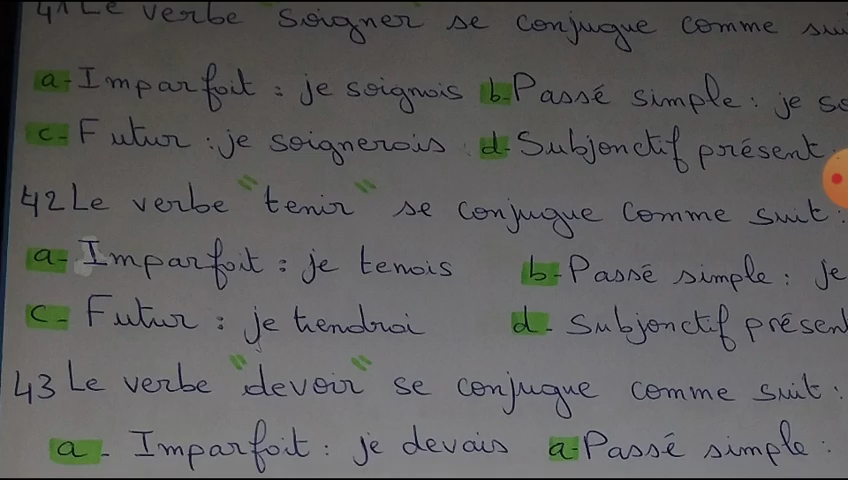 41 Le verbe "soigner" se conjugue comme sui
a- Imparfait : je soignais b- Passé simple : je so
c- Futur : je soignerais d- Subjonctif présent
42 Le verbe "tenir" se conjugue comme suit :
a- Imparfait : je tenais b- Passé simple : je
c- Futur : je tiendrai d- Subjonctif présent
43 Le verbe "devoir" se conjugue comme suit :
a- Imparfait : je devais a- Passé simple :